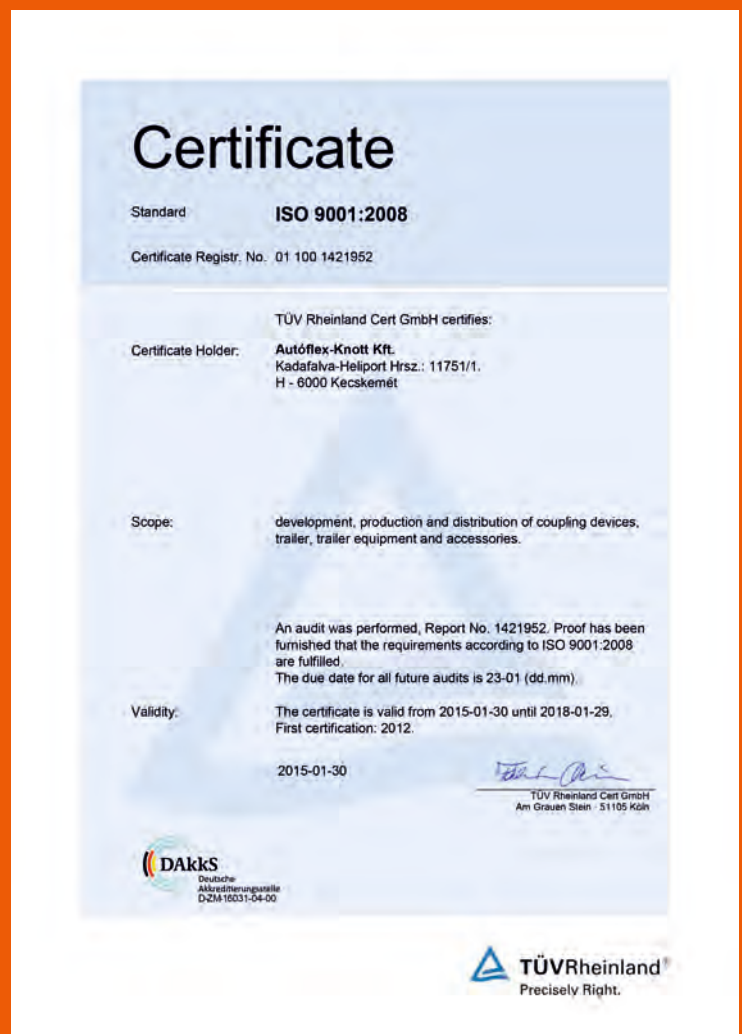 Certificate
Standard ISO 9001:2008
Certificate Registr. No. 01 100 1421952
TÜV Rheinland Cert GmbH certifies:
Certificate Holder: Autóflex-Knott Kft.
Kadafalva-Heliport Hrsz.: 11751/1.
H - 6000 Kecskemét
Scope: development, production and distribution of coupling devices,
trailer, trailer equipment and accessories.
An audit was performed, Report No. 1421952. Proof has been
furnished that the requirements according to ISO 9001:2008
are fulfilled.
The due date for all future audits is 23-01 (dd.mm).
Validity: The certificate is valid from 2015-01-30 until 2018-01-29.
First certification: 2012.
2015-01-30
TÜV Rheinland Cert GmbH
Am Grauen Stein · 51105 Köln
DAkkS
Deutsche
Akkreditierungsstelle
D-ZM-16031-04-00
TÜVRheinland®
Precisely Right.